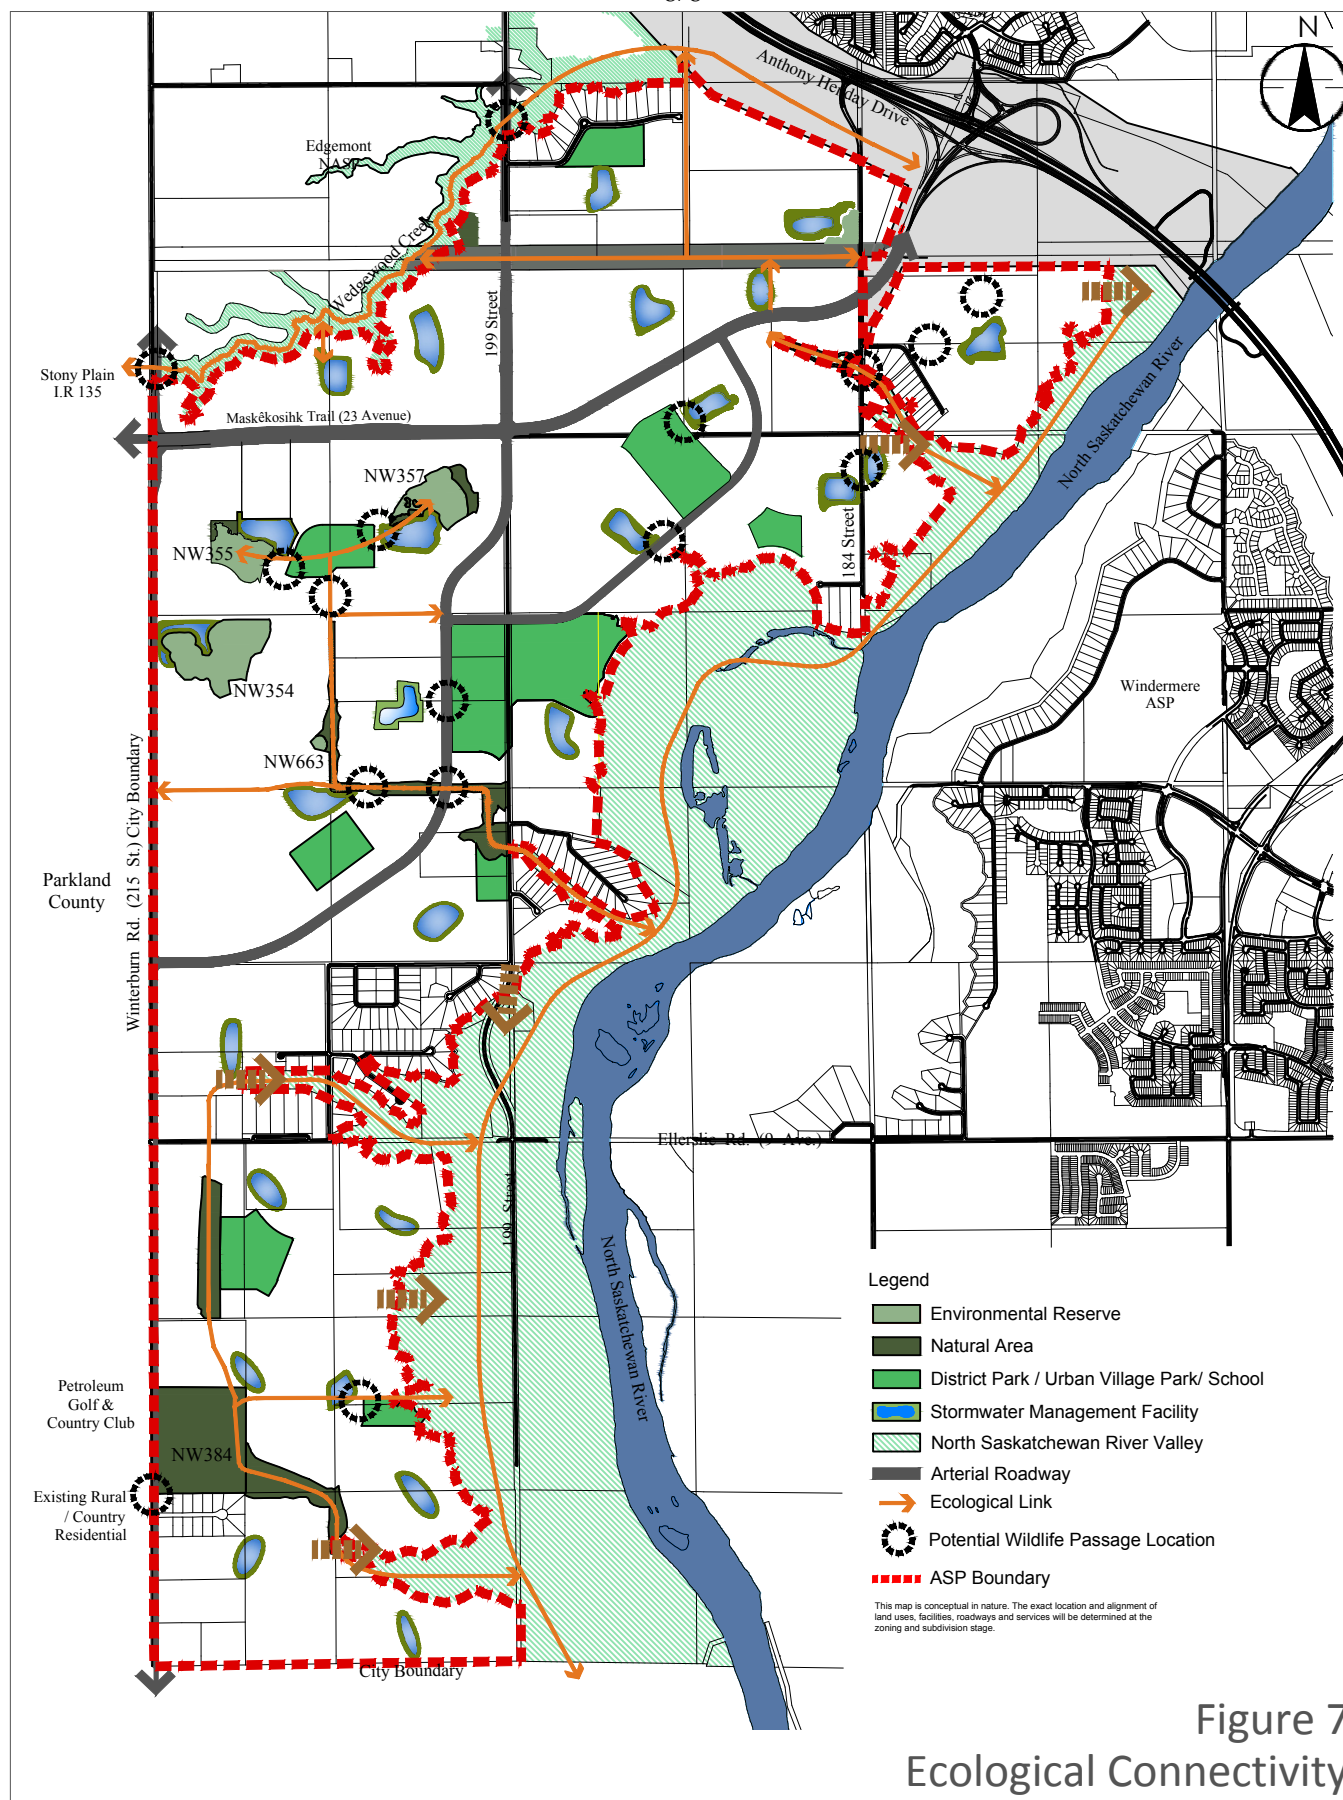 N
Anthony Henday Drive
Edgemont
NASP
Wedgewood Creek
199 Street
Stony Plain
I.R 135
Maskêkosihk Trail (23 Avenue)
North Saskatchewan River
NW357
NW355
184 Street
NW354
Windermere
ASP
NW663
Winterburn Rd. (215 St.) City Boundary
Parkland
County
Ellerslie Rd. (9 Ave.)
199 Street
North Saskatchewan River
Petroleum
Golf &
Country Club
NW384
Existing Rural
/ Country
Residential
City Boundary
Legend
Environmental Reserve
Natural Area
District Park / Urban Village Park/ School
Stormwater Management Facility
North Saskatchewan River Valley
Arterial Roadway
Ecological Link
Potential Wildlife Passage Location
ASP Boundary
This map is conceptual in nature. The exact location and alignment of
land uses, facilities, roadways and services will be determined at the
zoning and subdivision stage.
Figure 7
Ecological Connectivity